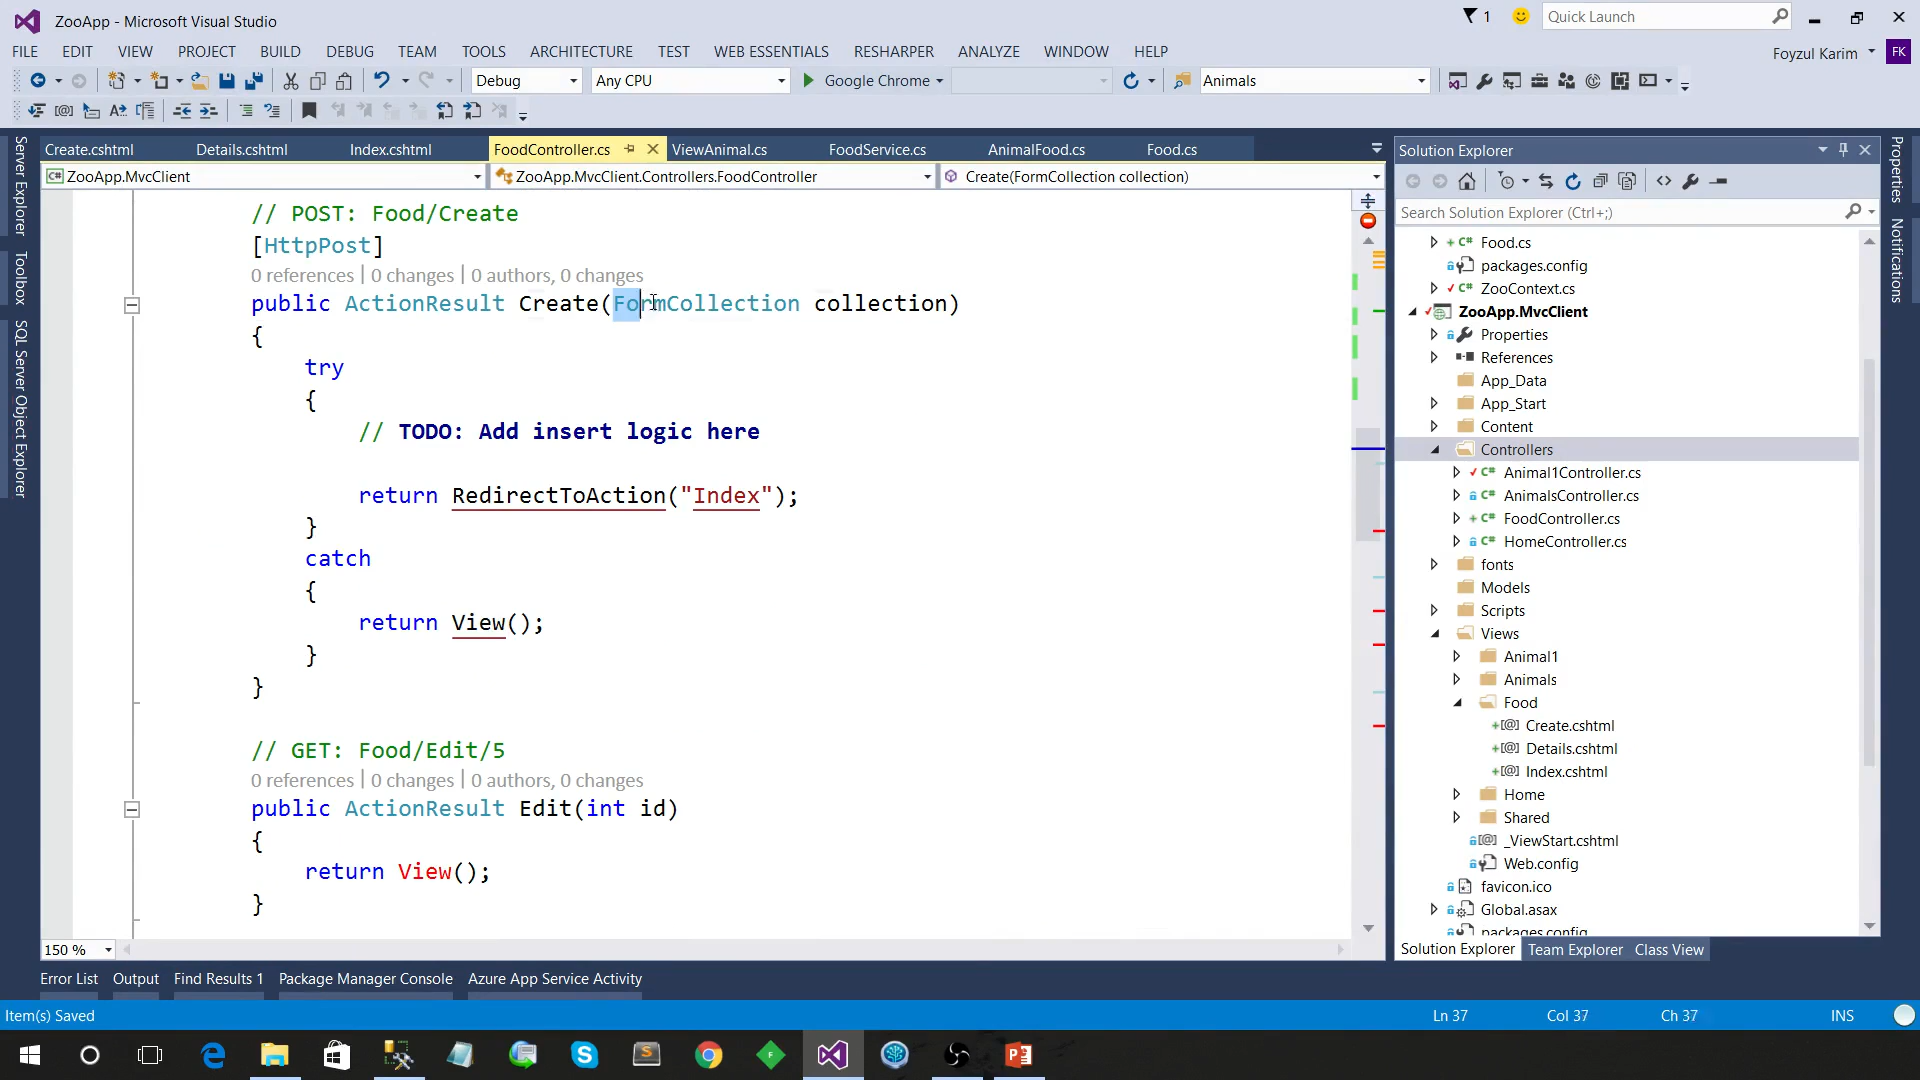 ZooApp - Microsoft Visual Studio
1
Quick Launch
FILE EDIT VIEW PROJECT BUILD DEBUG TEAM TOOLS ARCHITECTURE TEST WEB ESSENTIALS RESHARPER ANALYZE WINDOW HELP
Foyzul Karim FK
Debug Any CPU Google Chrome Animals
Create.cshtml Details.cshtml Index.cshtml FoodController.cs ViewAnimal.cs FoodService.cs AnimalFood.cs Food.cs
ZooApp.MvcClient ZooApp.MvcClient.Controllers.FoodController Create(FormCollection collection)
// POST: Food/Create
[HttpPost]
0 references | 0 changes | 0 authors, 0 changes
public ActionResult Create(FormCollection collection)
{
try
{
// TODO: Add insert logic here
return RedirectToAction("Index");
}
catch
{
return View();
}
}
// GET: Food/Edit/5
0 references | 0 changes | 0 authors, 0 changes
public ActionResult Edit(int id)
{
return View();
}
150 %
Server Explorer
Toolbox
SQL Server Object Explorer
Solution Explorer
Search Solution Explorer (Ctrl+;)
Food.cs
packages.config
ZooContext.cs
ZooApp.MvcClient
Properties
References
App_Data
App_Start
Content
Controllers
Animal1Controller.cs
AnimalsController.cs
FoodController.cs
HomeController.cs
fonts
Models
Scripts
Views
Animal1
Animals
Food
Create.cshtml
Details.cshtml
Index.cshtml
Home
Shared
_ViewStart.cshtml
Web.config
favicon.ico
Global.asax
packages.config
Solution Explorer Team Explorer Class View
Properties
Notifications
Error List Output Find Results 1 Package Manager Console Azure App Service Activity
Item(s) Saved Ln 37 Col 37 Ch 37 INS